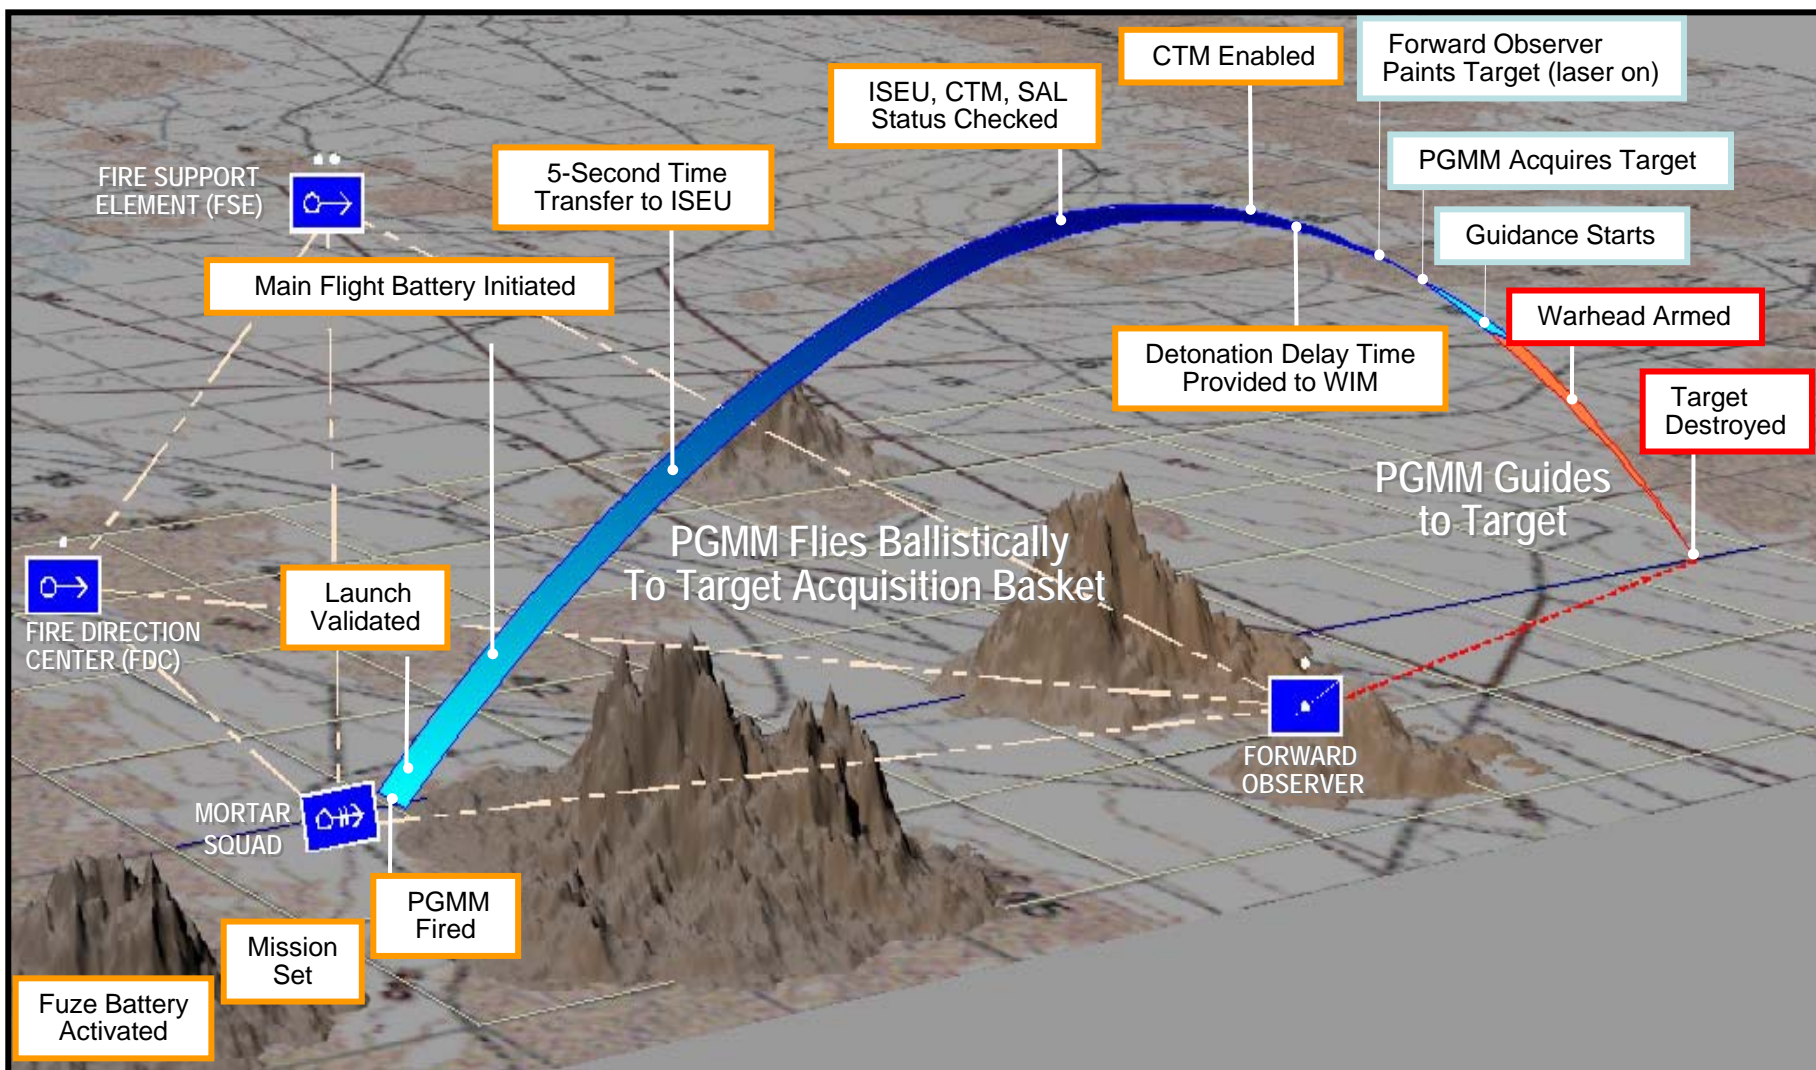 CTM Enabled
Forward Observer
Paints Target (laser on)
ISEU, CTM, SAL
Status Checked
PGMM Acquires Target
FIRE SUPPORT
ELEMENT (FSE)
5-Second Time
Transfer to ISEU
Guidance Starts
Main Flight Battery Initiated
Warhead Armed
Detonation Delay Time
Provided to WIM
Target
Destroyed
PGMM Guides
to Target
PGMM Flies Ballistically
To Target Acquisition Basket
Launch
Validated
FIRE DIRECTION
CENTER (FDC)
FORWARD
OBSERVER
MORTAR
SQUAD
PGMM
Fired
Mission
Set
Fuze Battery
Activated